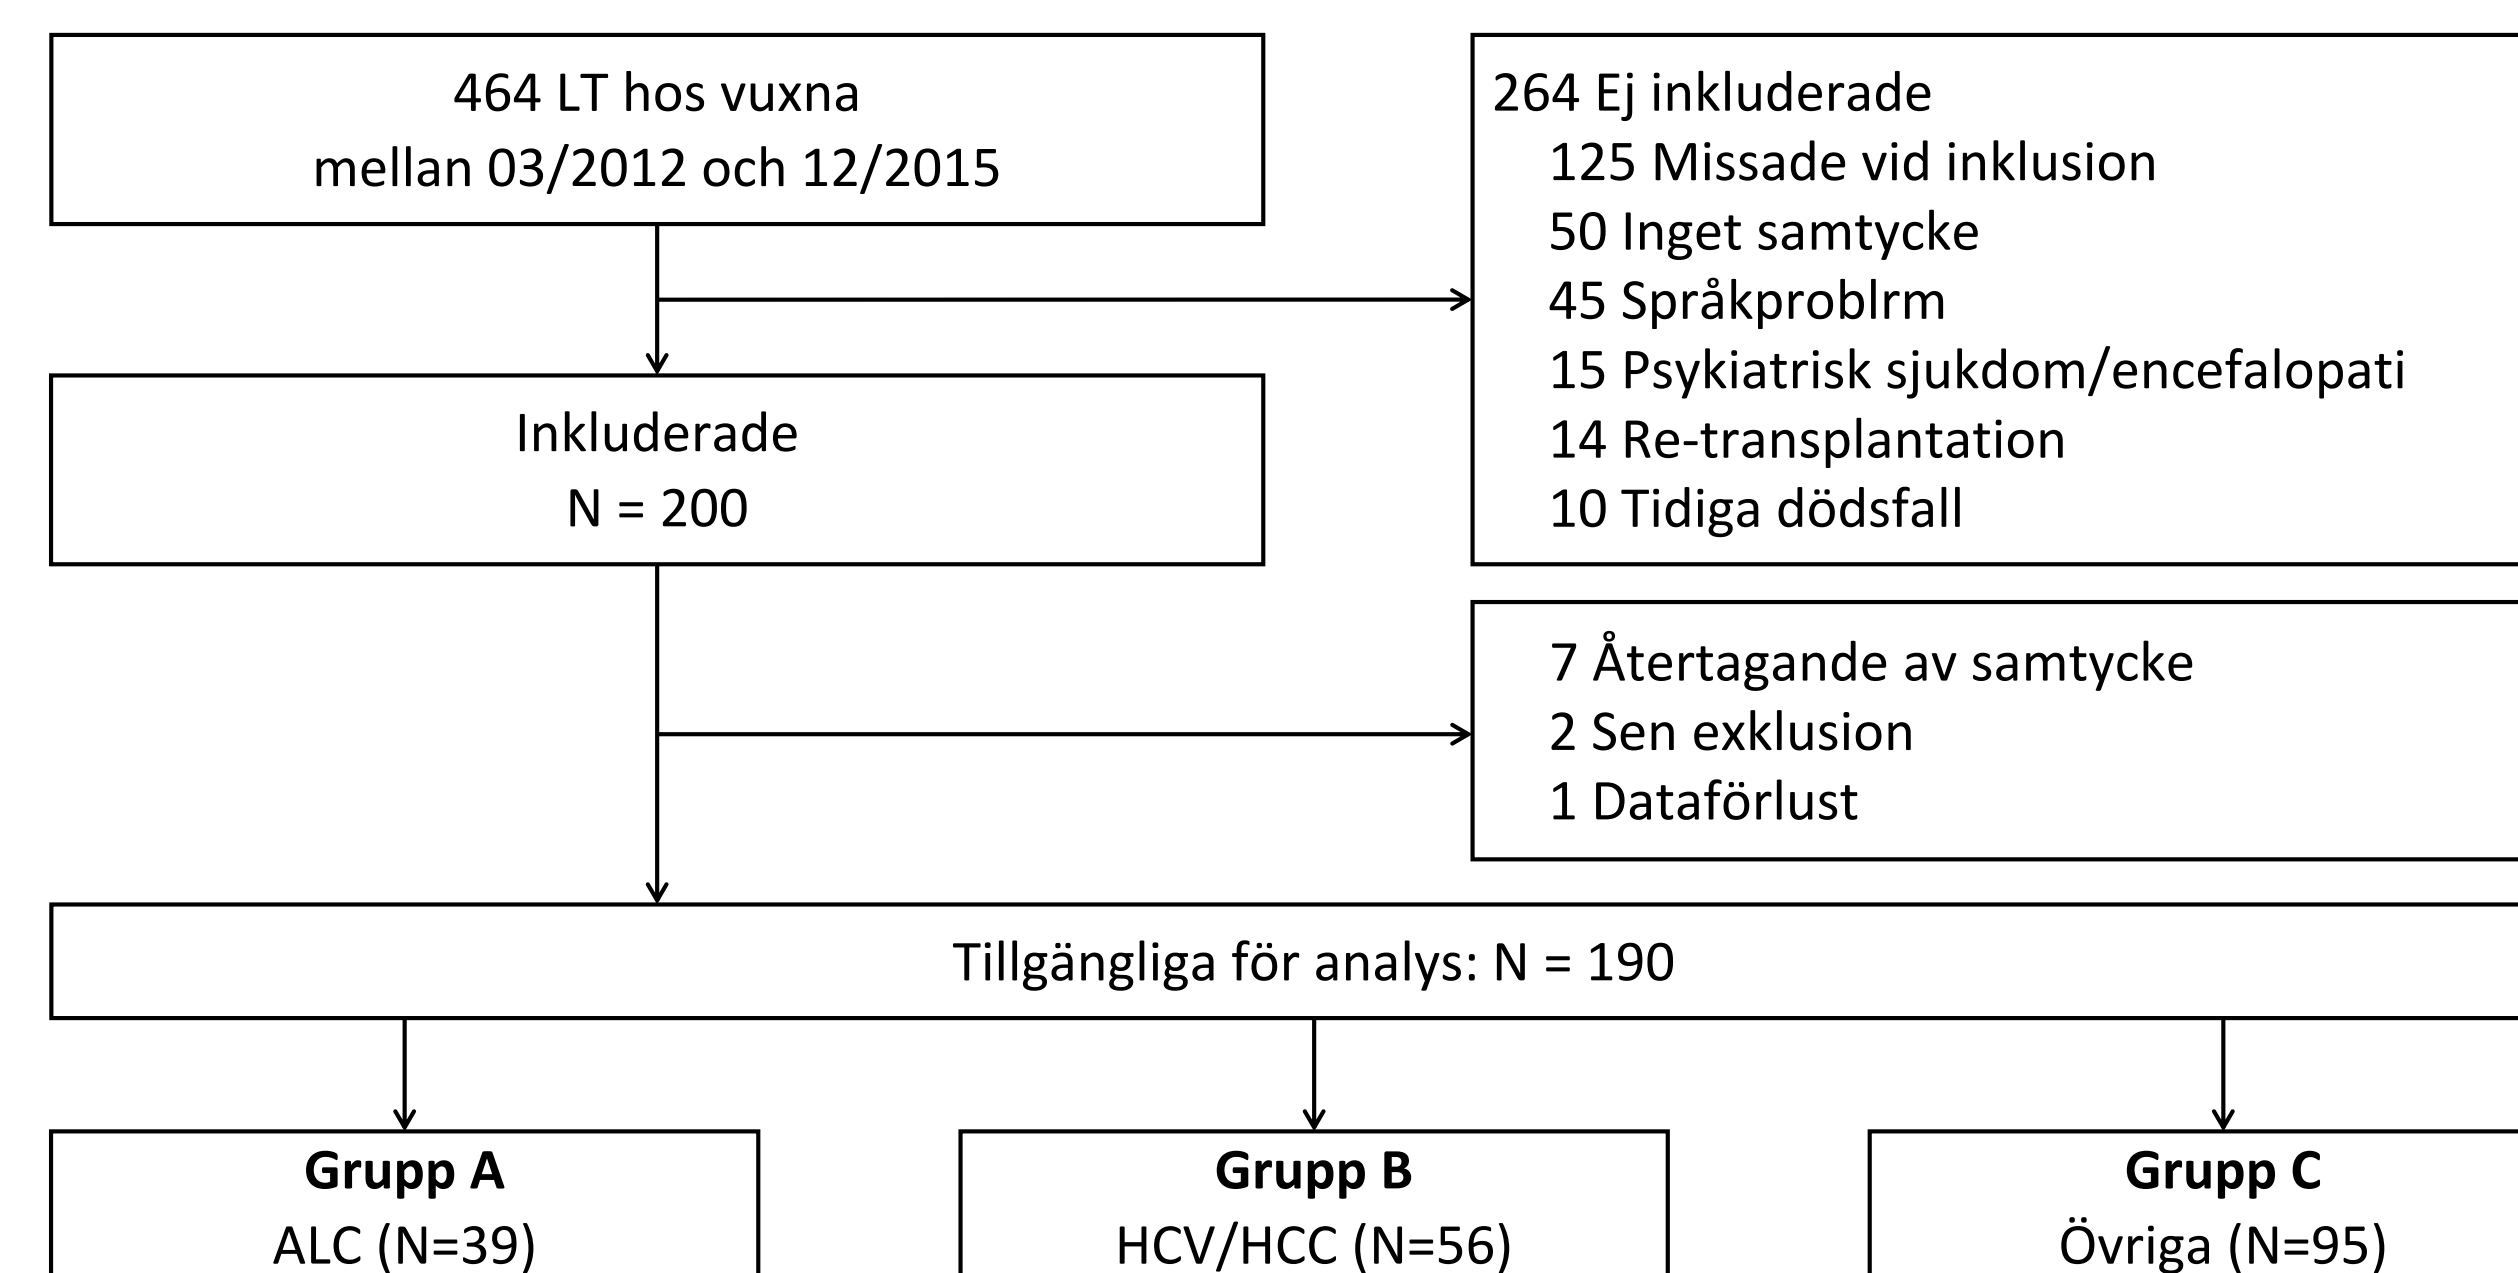 464 LT hos vuxna
mellan 03/2012 och 12/2015
264 Ej inkluderade
125 Missade vid inklusion
50 Inget samtycke
45 Språkproblrm
15 Psykiatrisk sjukdom/encefalopati
14 Re-transplantation
10 Tidiga dödsfall
Inkluderade
N = 200
7 Återtagande av samtycke
2 Sen exklusion
1 Dataförlust
Tillgängliga för analys: N = 190
Grupp A
ALC (N=39)
Grupp B
HCV/HCC (N=56)
Grupp C
Övriga (N=95)